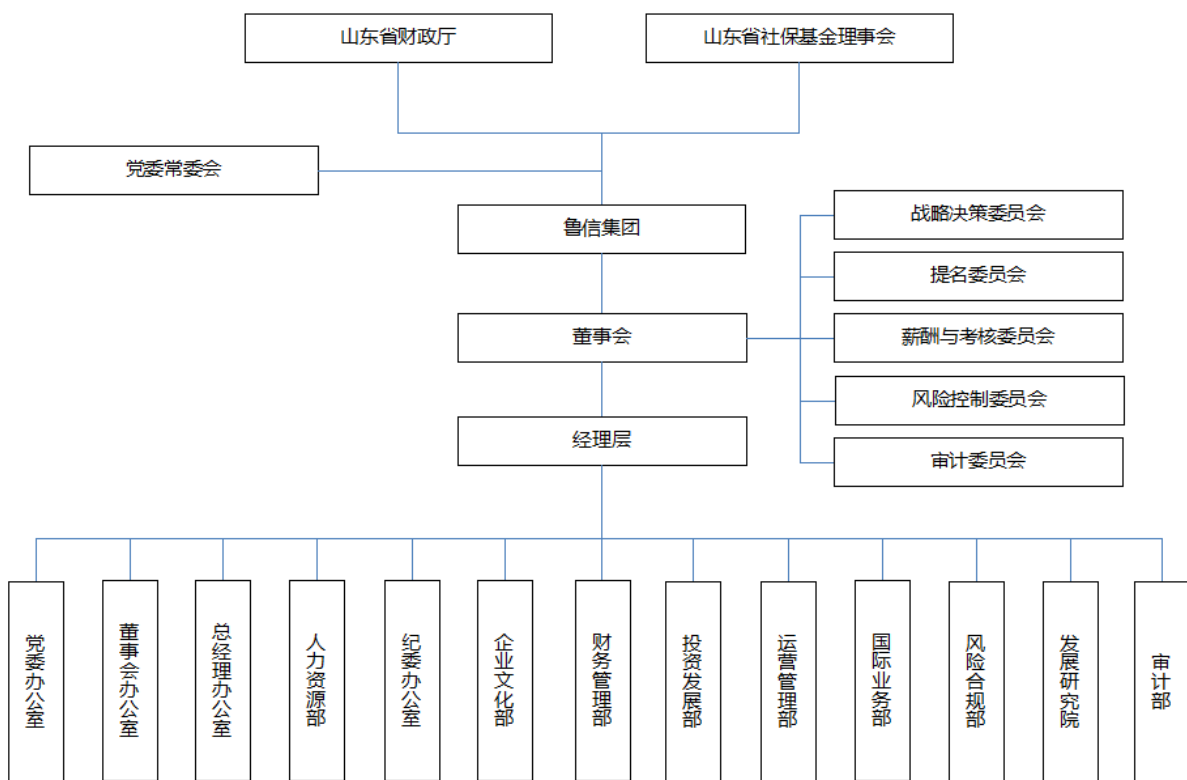 山东省财政厅
山东省社保基金理事会
党委常委会
鲁信集团
战略决策委员会
提名委员会
董事会
薪酬与考核委员会
风险控制委员会
经理层
审计委员会
党委办公室
董事会办公室
总经理办公室
人力资源部
纪委办公室
企业文化部
财务管理部
投资发展部
运营管理部
国际业务部
风险合规部
发展研究院
审计部